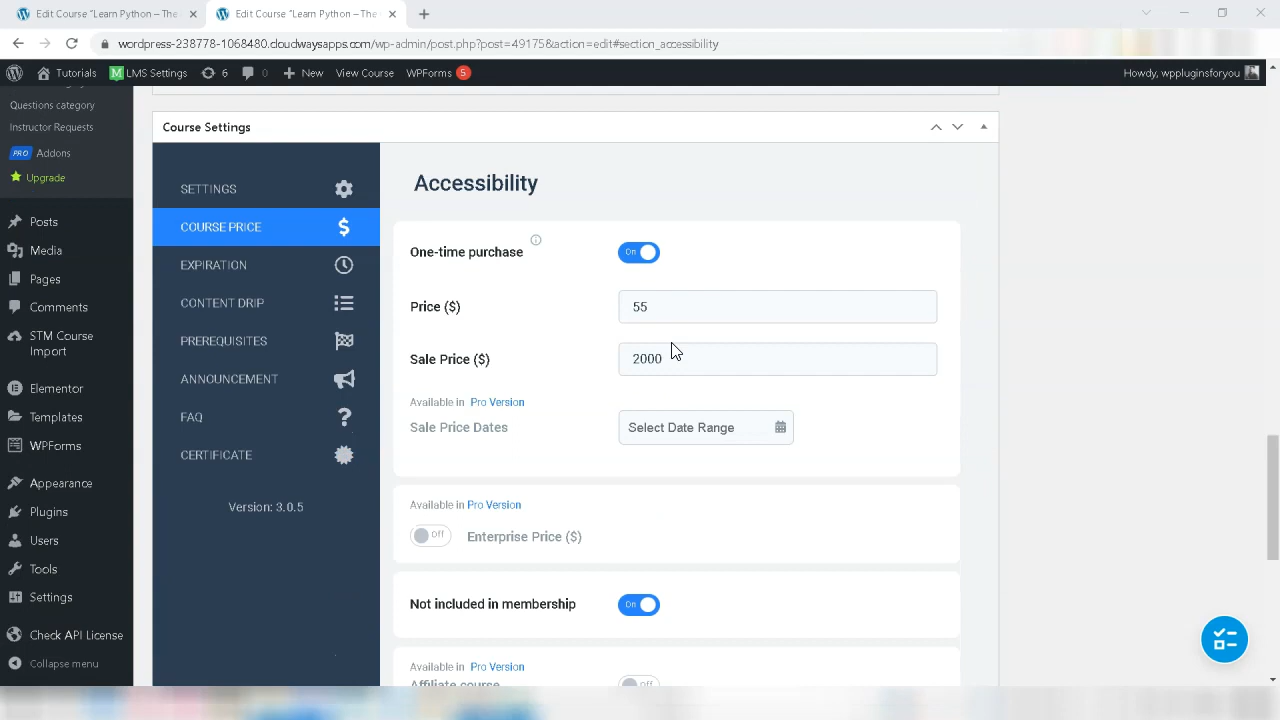 Edit Course "Learn Python – The
Edit Course "Learn Python – The
wordpress-238778-1068480.cloudwaysapps.com/wp-admin/post.php?post=49175&action=edit#section_accessibility
Tutorials
LMS Settings
6
0
New
View Course
WPForms
5
Howdy, wppluginsforyou
Questions category
Instructor Requests
PRO Addons
Upgrade
Posts
Media
Pages
Comments
STM Course
Import
Elementor
Templates
WPForms
Appearance
Plugins
Users
Tools
Settings
Check API License
Collapse menu
Course Settings
SETTINGS
COURSE PRICE
EXPIRATION
CONTENT DRIP
PREREQUISITES
ANNOUNCEMENT
FAQ
CERTIFICATE
Version: 3.0.5
Accessibility
One-time purchase
On
Price ($)
55
Sale Price ($)
2000
Available in Pro Version
Sale Price Dates
Select Date Range
Available in Pro Version
Off
Enterprise Price ($)
Not included in membership
On
Available in Pro Version
Affiliate course
Off